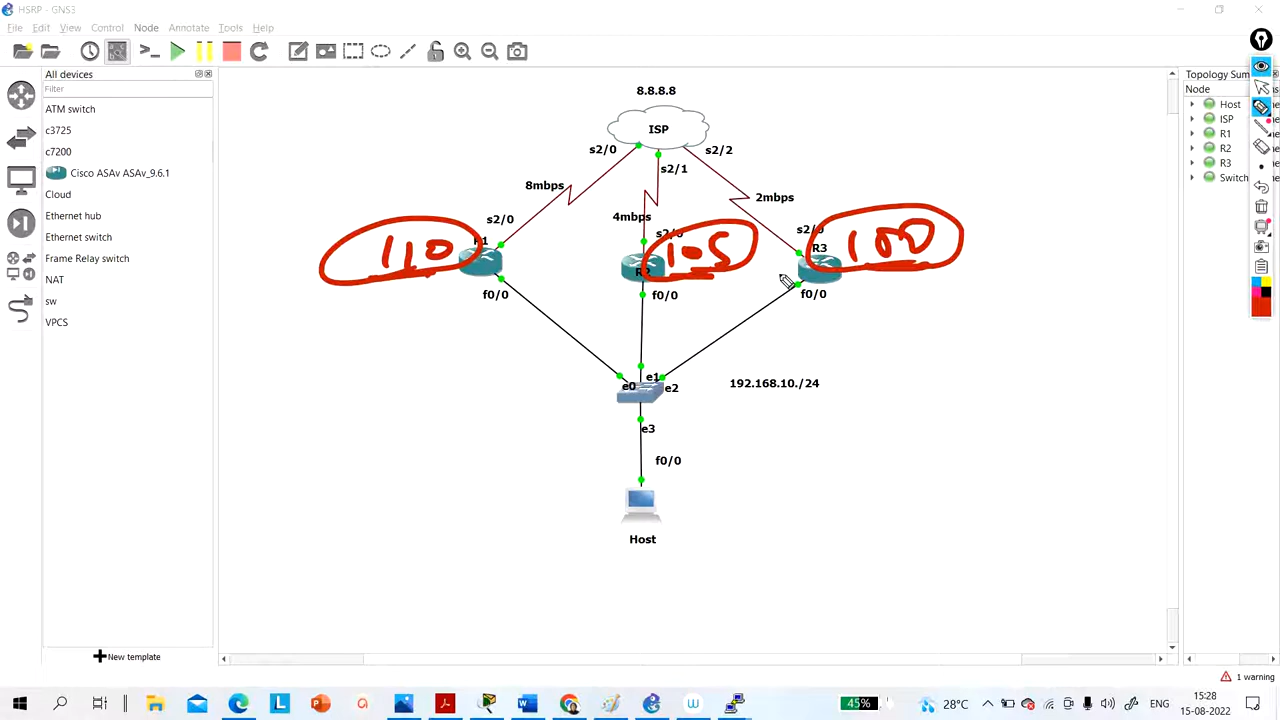 HSRP - GNS3
File Edit View Control Node Annotate Tools Help
All devices
Filter
ATM switch
c3725
c7200
Cisco ASAv ASAv_9.6.1
Cloud
Ethernet hub
Ethernet switch
Frame Relay switch
NAT
sw
VPCS
New template
8.8.8.8
ISP
s2/0
s2/1
s2/2
8mbps
4mbps
2mbps
s2/0
110
R1
f0/0
105
f0/0
100
R3
f0/0
e0
e1
e2
192.168.10./24
e3
f0/0
Host
Topology Sum
Node
Host
ISP
R1
R2
R3
Switch
1 warning
45%
28°C
ENG
15:28
15-08-2022